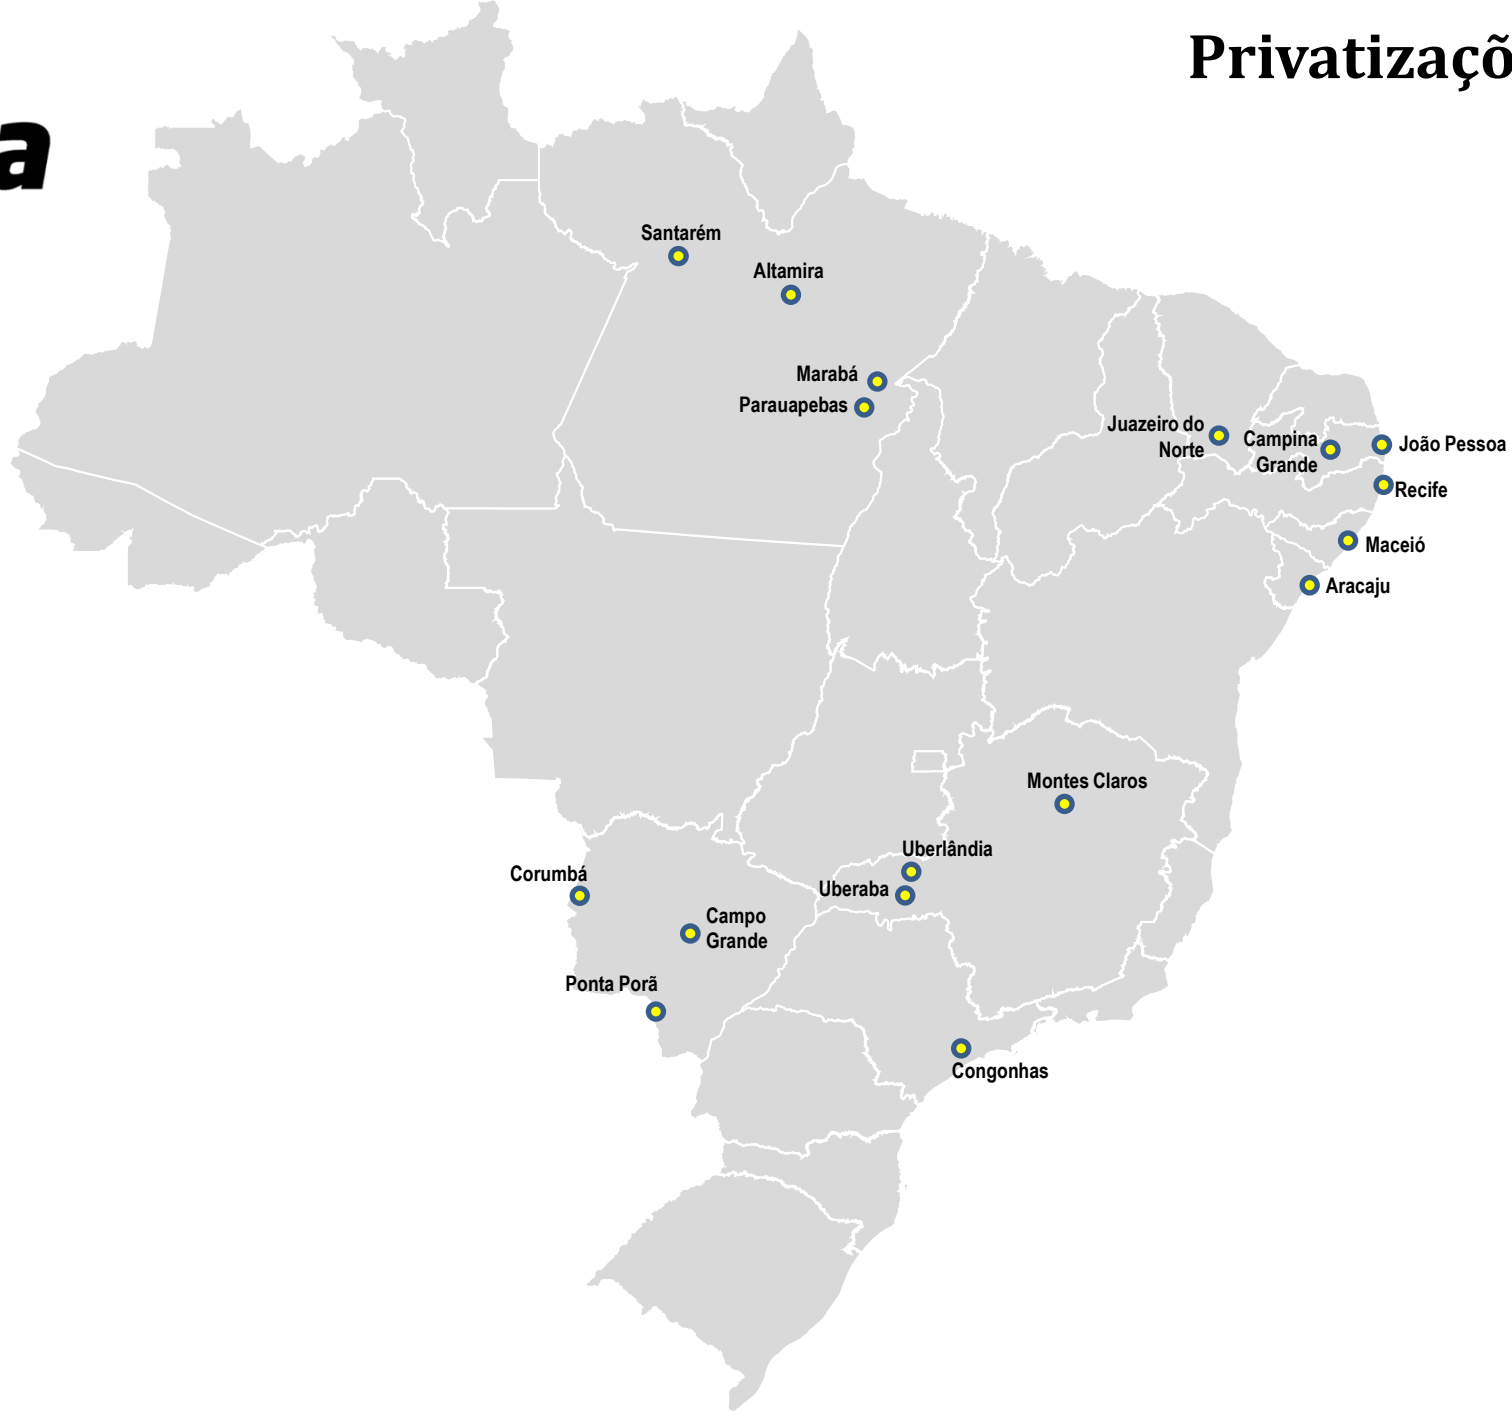 Privatizaçõ
a
Santarém
Altamira
Marabá
Parauapebas
Juazeiro do
Norte
Campina
Grande
João Pessoa
Recife
Maceió
Aracaju
Montes Claros
Uberlândia
Uberaba
Corumbá
Campo
Grande
Ponta Porã
Congonhas